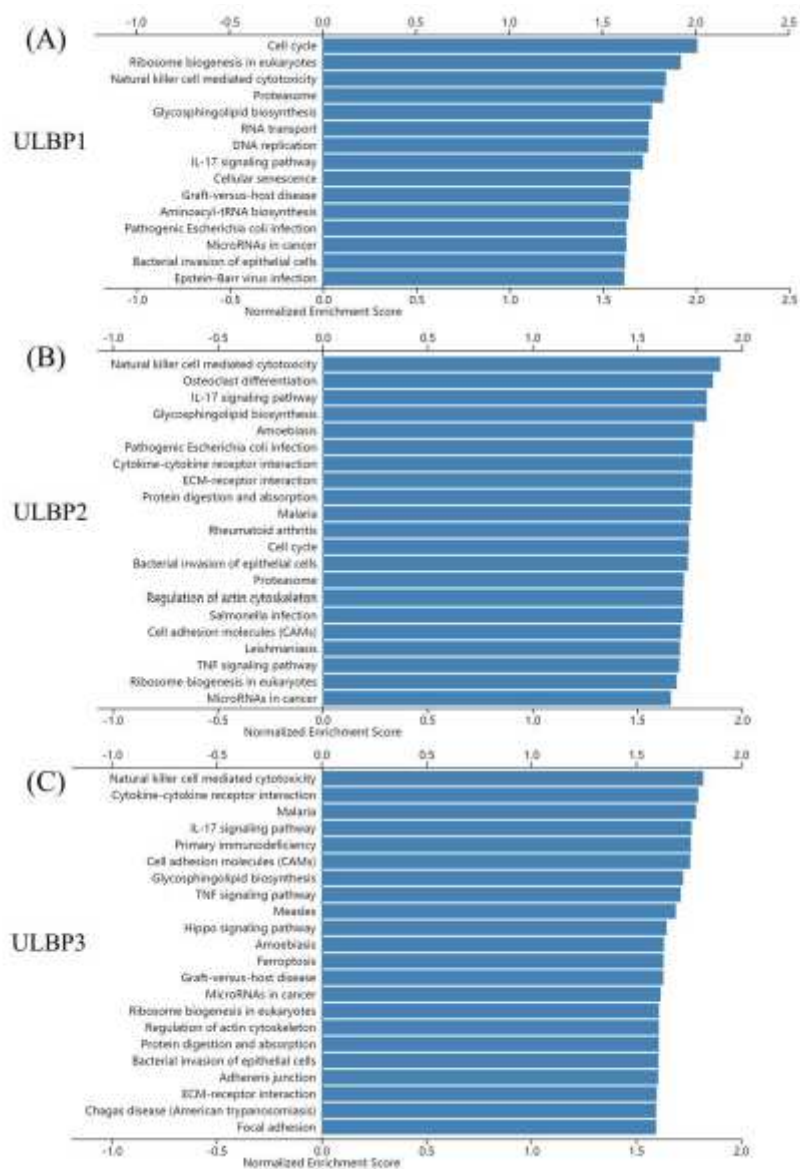 (A)
ULBP1
-1.0 -0.5 0.0 0.5 1.0 1.5 2.0 2.5
Cell cycle
Ribosome biogenesis in eukaryotes
Natural killer cell mediated cytotoxicity
Proteasome
Glycosphingolipid biosynthesis
RNA transport
DNA replication
IL-17 signaling pathway
Cellular senescence
Graft-versus-host disease
Aminoacyl-tRNA biosynthesis
Pathogenic Escherichia coli infection
MicroRNAs in cancer
Bacterial invasion of epithelial cells
Epstein-Barr virus infection
-1.0 -0.5 0.0 0.5 1.0 1.5 2.0 2.5
Normalized Enrichment Score
(B)
ULBP2
-1.0 -0.5 0.0 0.5 1.0 1.5 2.0
Natural killer cell mediated cytotoxicity
Osteoclast differentiation
IL-17 signaling pathway
Glycosphingolipid biosynthesis
Amoebiasis
Pathogenic Escherichia coli infection
Cytokine-cytokine receptor interaction
ECM-receptor interaction
Protein digestion and absorption
Malaria
Rheumatoid arthritis
Cell cycle
Bacterial invasion of epithelial cells
Proteasome
Regulation of actin cytoskeleton
Salmonella infection
Cell adhesion molecules (CAMs)
Leishmaniasis
TNF signaling pathway
Ribosome biogenesis in eukaryotes
MicroRNAs in cancer
-1.0 -0.5 0.0 0.5 1.0 1.5 2.0
Normalized Enrichment Score
(C)
ULBP3
-1.0 -0.5 0.0 0.5 1.0 1.5 2.0
Natural killer cell mediated cytotoxicity
Cytokine-cytokine receptor interaction
Malaria
IL-17 signaling pathway
Primary immunodeficiency
Cell adhesion molecules (CAMs)
Glycosphingolipid biosynthesis
TNF signaling pathway
Measles
Hippo signaling pathway
Amoebiasis
Ferroptosis
Graft-versus-host disease
MicroRNAs in cancer
Ribosome biogenesis in eukaryotes
Regulation of actin cytoskeleton
Protein digestion and absorption
Bacterial invasion of epithelial cells
Adherens junction
ECM-receptor interaction
Chagas disease (American trypanosomiasis)
Focal adhesion
-1.0 -0.5 0.0 0.5 1.0 1.5 2.0
Normalized Enrichment Score